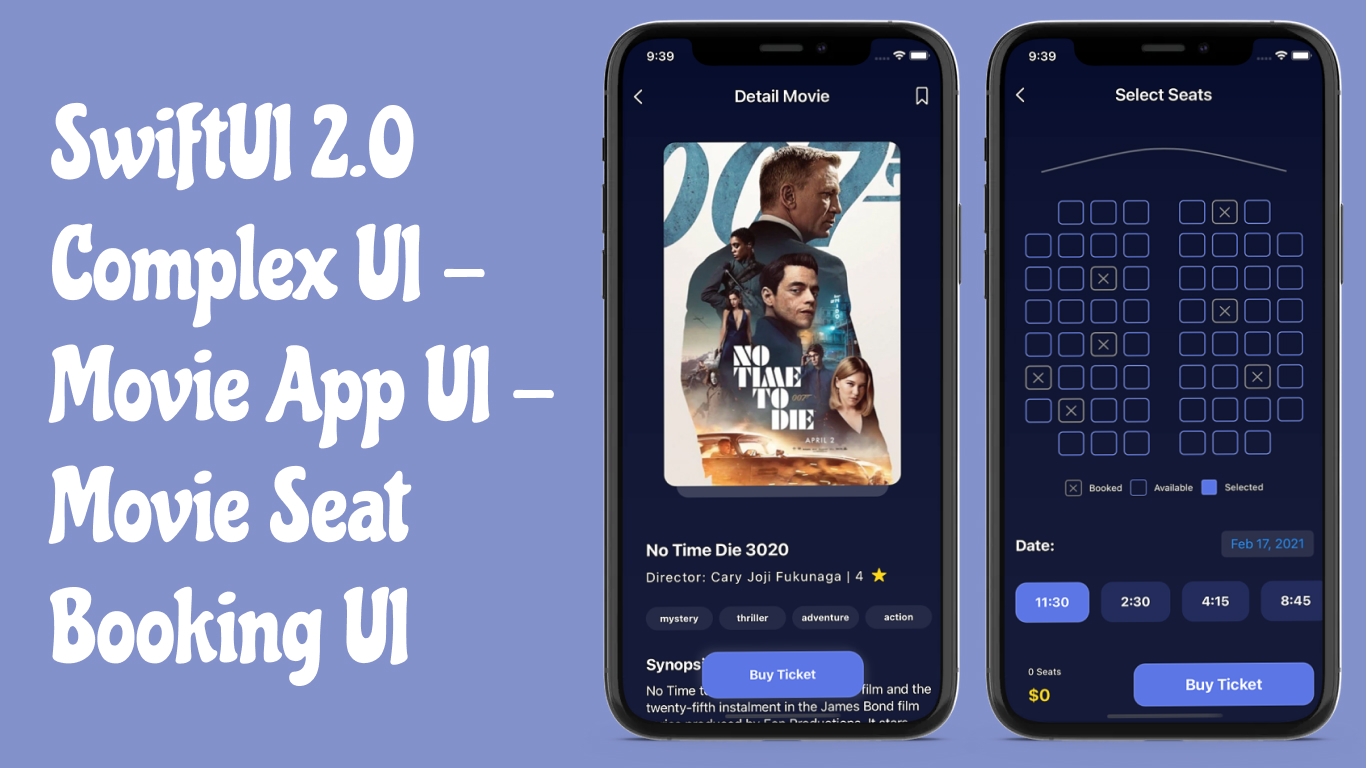 SwiftUI 2.0
Complex UI –
Movie App UI –
Movie Seat
Booking UI
9:39
Detail Movie
007
NO
TIME
TO
DIE 007
APRIL 2
No Time Die 3020
Director: Cary Joji Fukunaga | 4
mystery thriller adventure action
Synops
Buy Ticket
No Time t film and the
twenty-fifth instalment in the James Bond film
9:39
Select Seats
Booked Available Selected
Date: Feb 17, 2021
11:30 2:30 4:15 8:45
0 Seats
$0
Buy Ticket